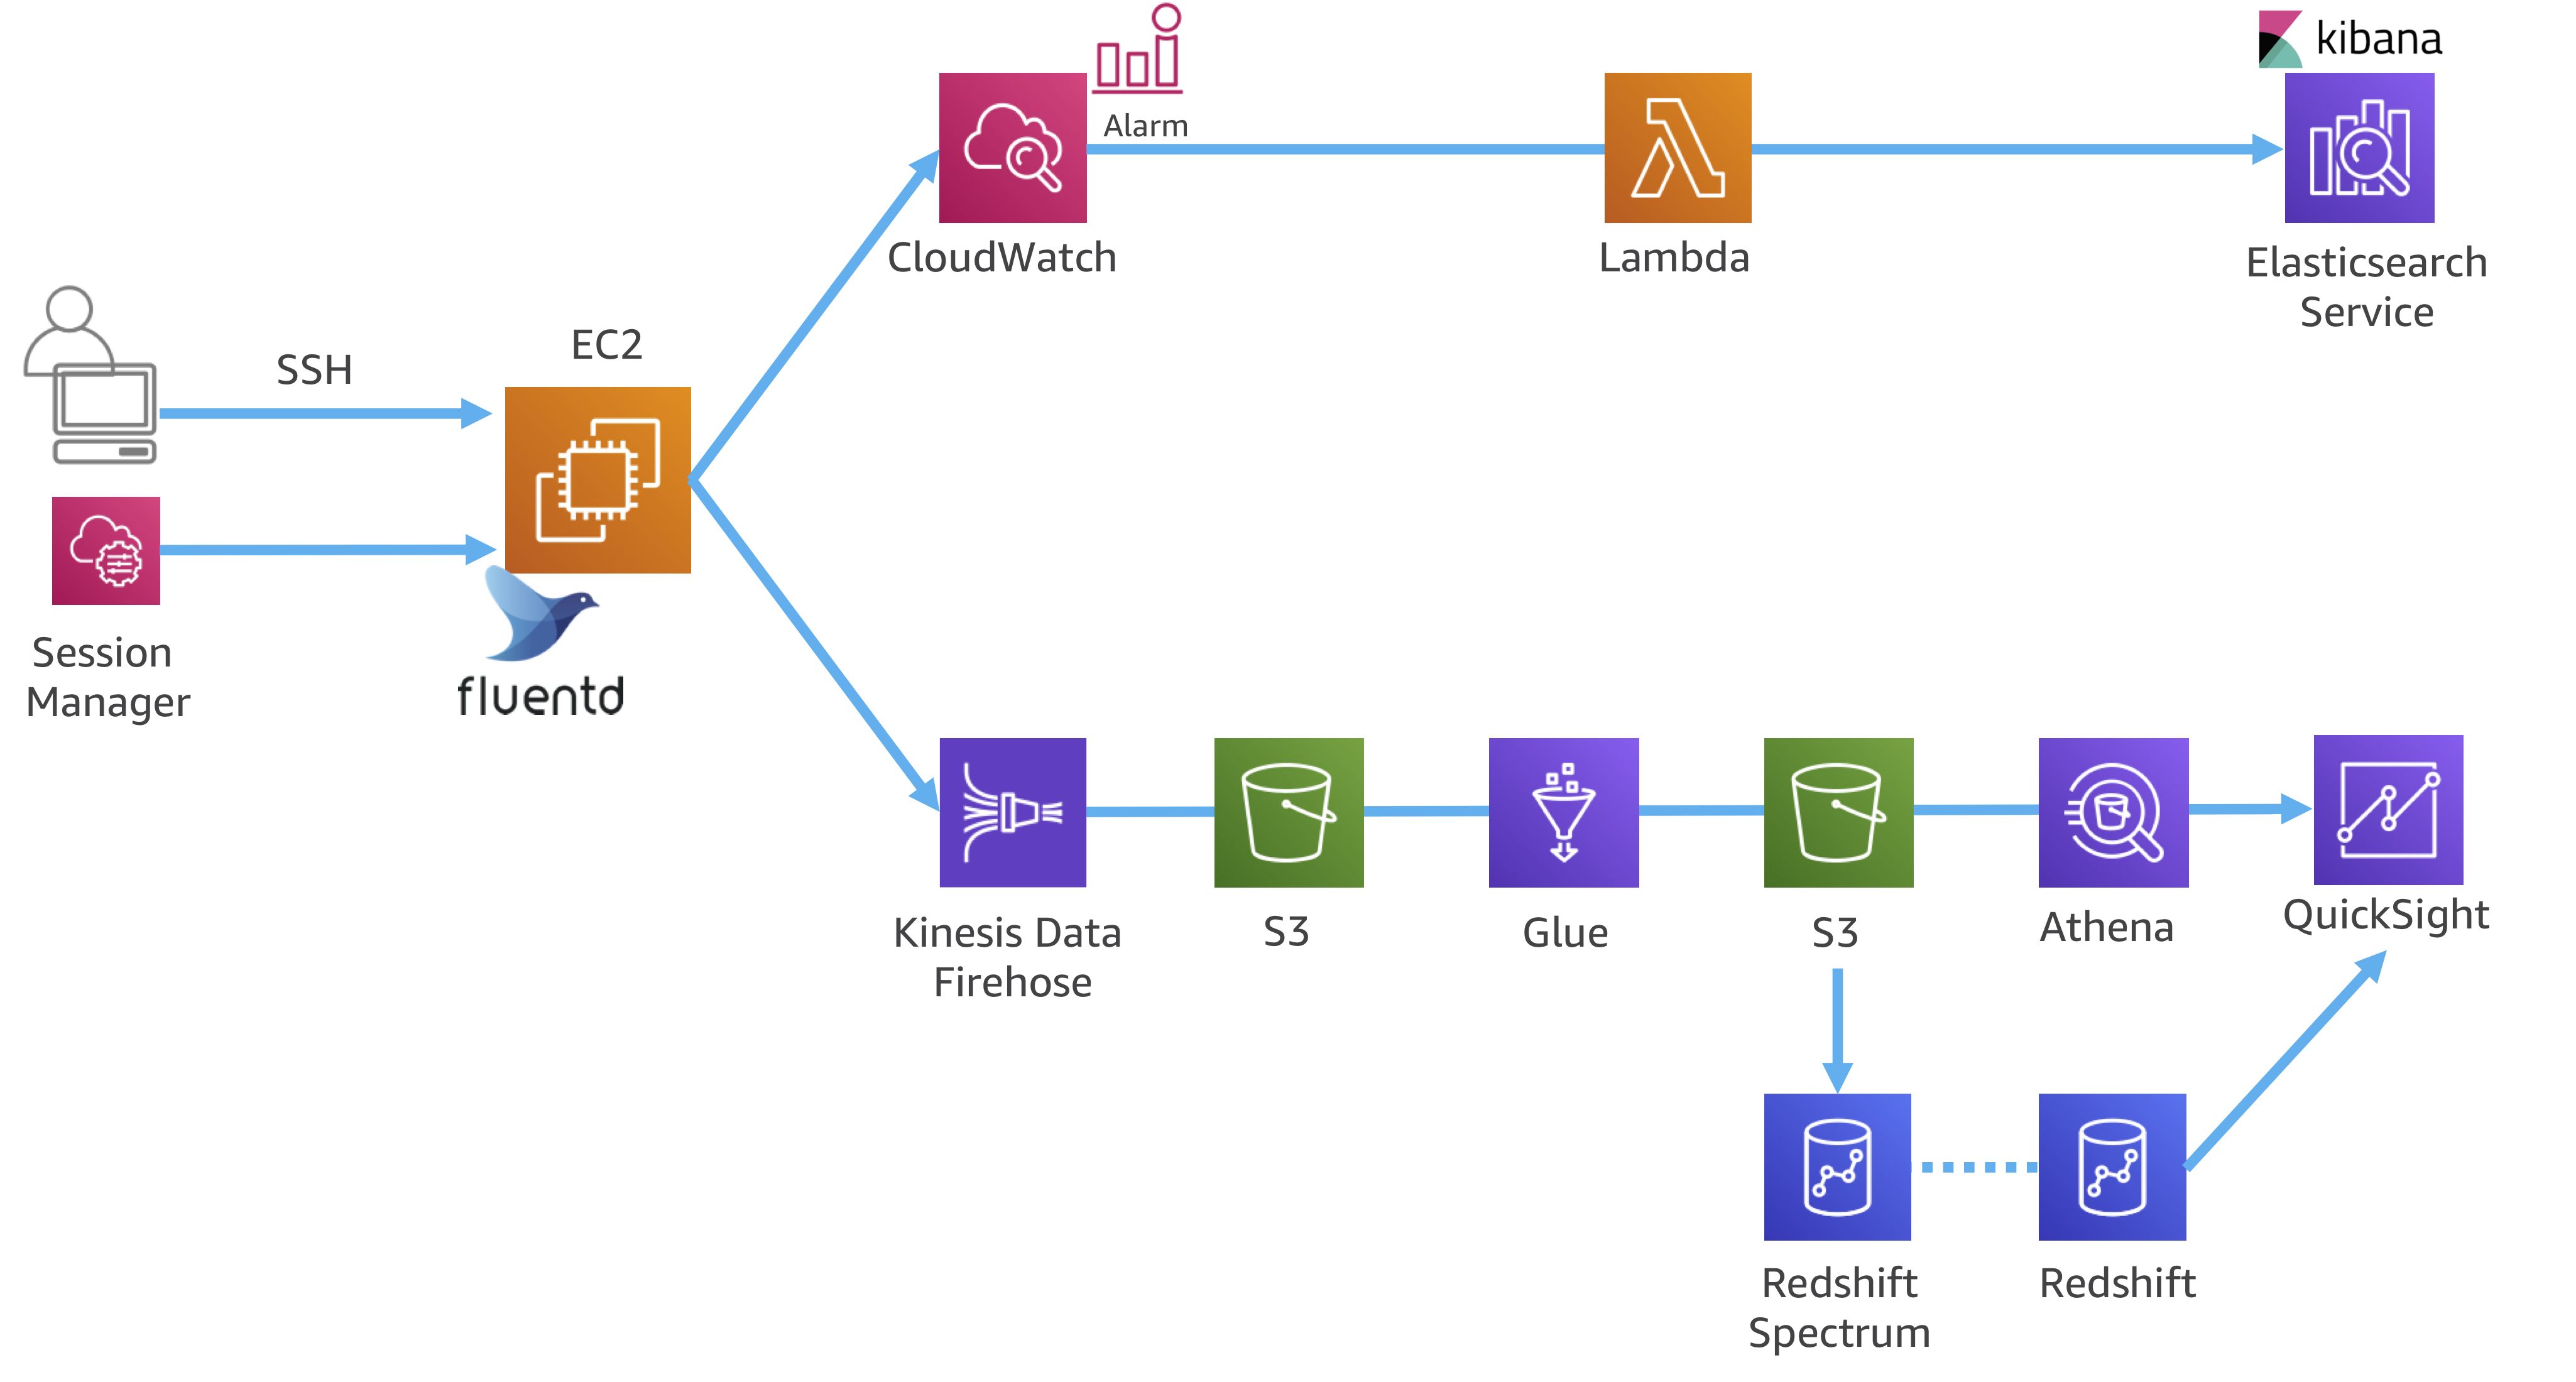 kibana
Alarm
CloudWatch
Lambda
Elasticsearch
Service
SSH
EC2
Session
Manager
fluentd
Kinesis Data
Firehose
S3
Glue
S3
Athena
QuickSight
Redshift
Spectrum
Redshift